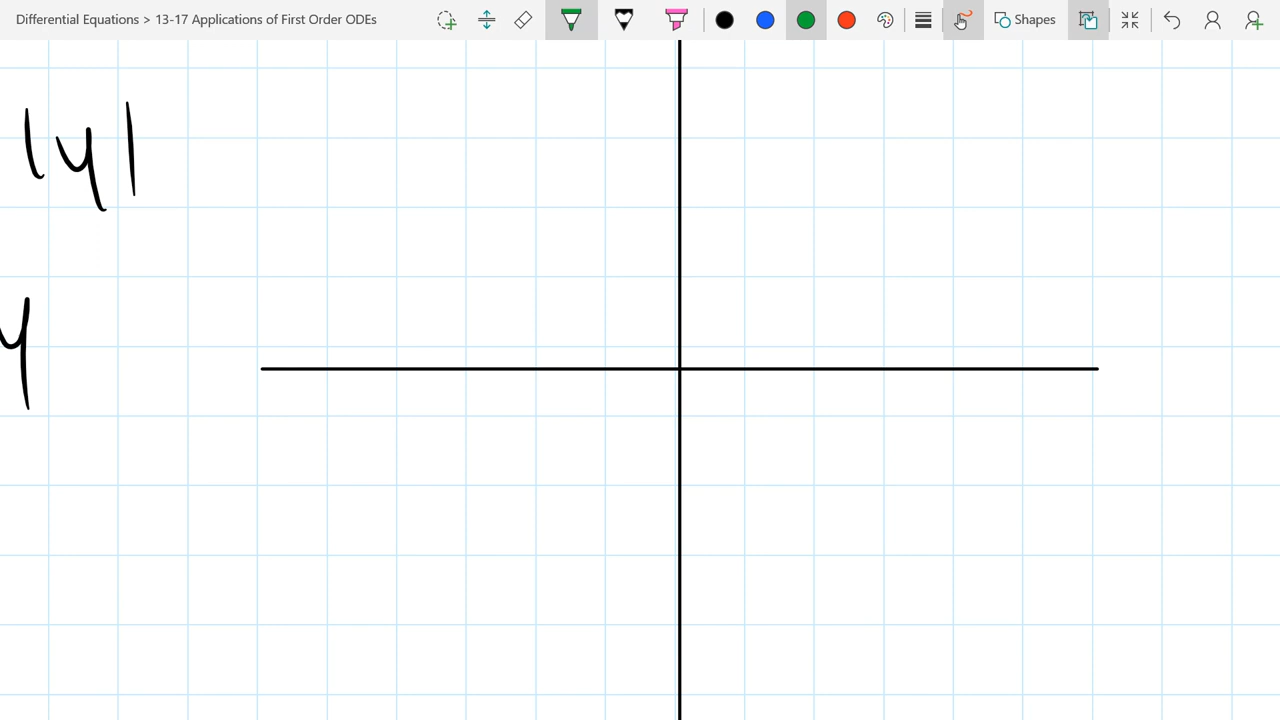 Differential Equations > 13-17 Applications of First Order ODEs
Shapes
|y|
y